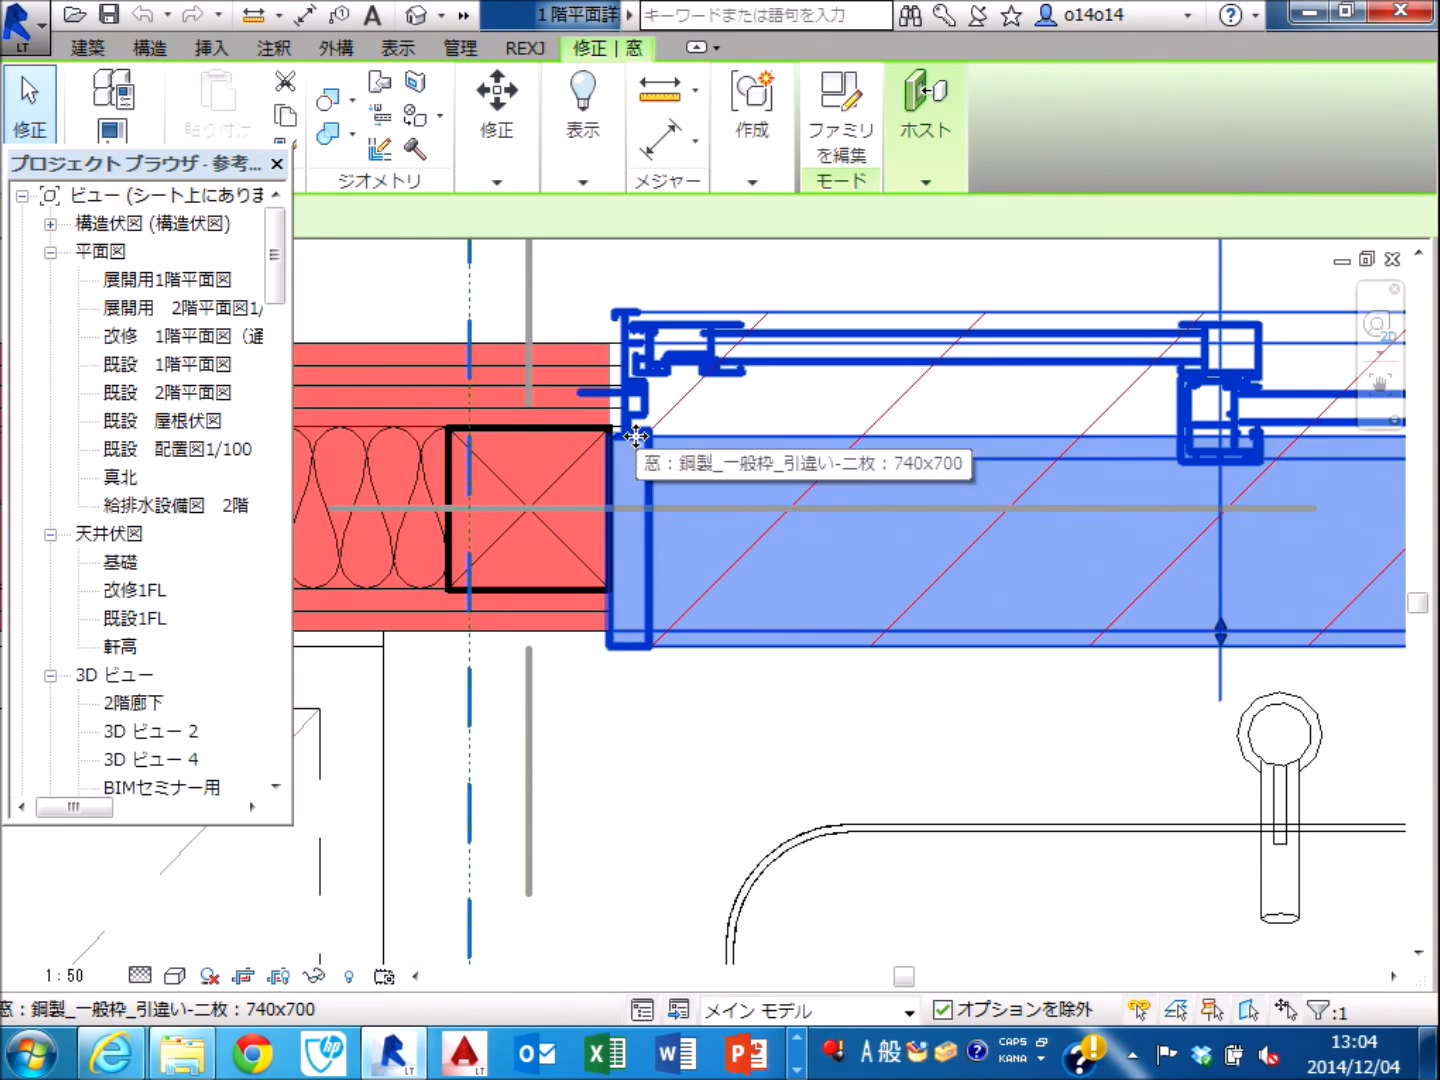 1 階平面詳
キーワードまたは語句を入力
o14o14
LT
建築 構造 挿入 注釈 外構 表示 管理 REXJ 修正 | 窓
修正
貼り付け
修正
表示
作成
ファミリ
を編集
ホスト
ジオメトリ
メジャー
モード
プロジェクト ブラウザ - 参考...
ビュー (シート上にありま
構造伏図 (構造伏図)
平面図
展開用1階平面図
展開用 2階平面図1/
改修 1階平面図（通
既設 1階平面図
既設 2階平面図
既設 屋根伏図
既設 配置図1/100
真北
給排水設備図 2階
天井伏図
基礎
改修1FL
既設1FL
軒高
3D ビュー
2階廊下
3D ビュー 2
3D ビュー 4
BIMセミナー用
2D
窓 : 鋼製_一般枠_引違い-二枚 : 740x700
1 : 50
窓 : 鋼製_一般枠_引違い-二枚 : 740x700
メイン モデル
オプションを除外
:1
A 般
CAPS
KANA
13:04
2014/12/04